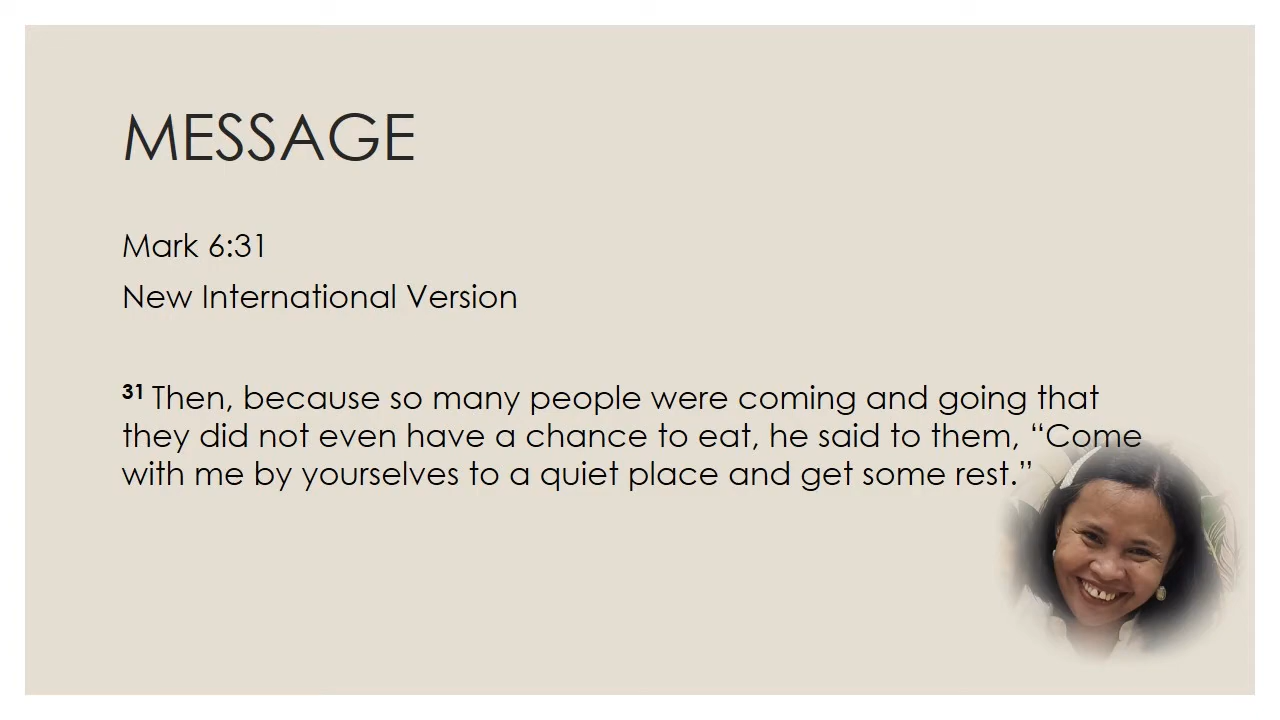 MESSAGE
Mark 6:31
New International Version
31 Then, because so many people were coming and going that
they did not even have a chance to eat, he said to them, “Come
with me by yourselves to a quiet place and get some rest.”